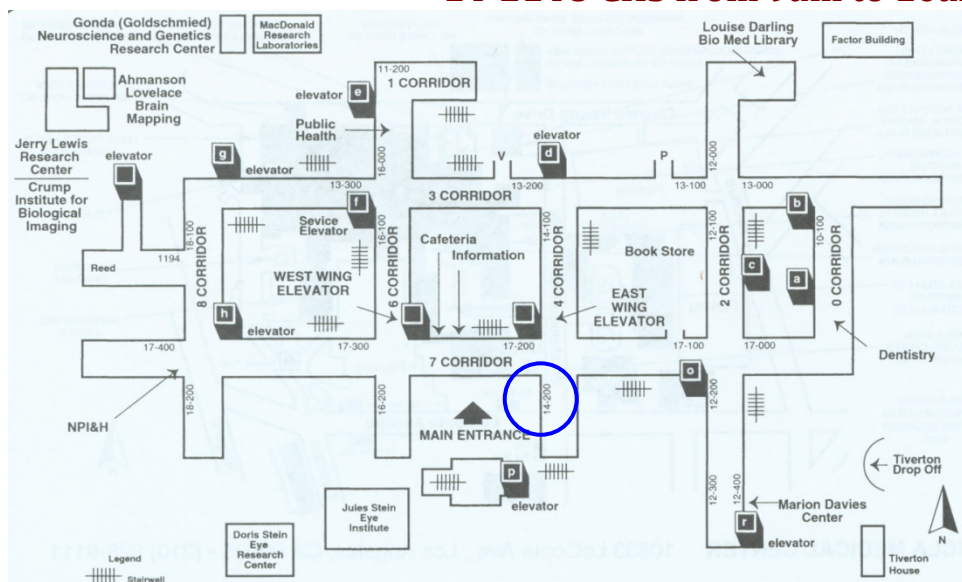 Gonda (Goldschmied)
Neuroscience and Genetics
Research Center
MacDonald
Research
Laboratories
Louise Darling
Bio Med Library
Factor Building
Ahmanson
Lovelace
Brain
Mapping
11-200
1 CORRIDOR
elevator
e
Public
Health
Jerry Lewis
Research
Center
Crump
Institute for
Biological
Imaging
elevator
g
elevator
13-300
16-000
V
elevator
d
13-200
P
13-100
12-000
13-000
3 CORRIDOR
f
Sevice
Elevator
16-100
18-100
1194
Reed
8 CORRIDOR
WEST WING
ELEVATOR
6 CORRIDOR
Cafeteria
Information
14-100
4 CORRIDOR
Book Store
EAST
WING
ELEVATOR
12-100
2 CORRIDOR
b
c
a
10-100
0 CORRIDOR
h
elevator
17-400
17-300
17-200
17-100
17-000
7 CORRIDOR
Dentistry
NPI&H
18-200
16-200
14-200
o
12-200
MAIN ENTRANCE
p
elevator
Tiverton
Drop Off
12-300
12-400
Marion Davies
Center
r
elevator
N
Jules Stein
Eye
Institute
Doris Stein
Eye
Research
Center
Tiverton
House
Legend
Stairwell